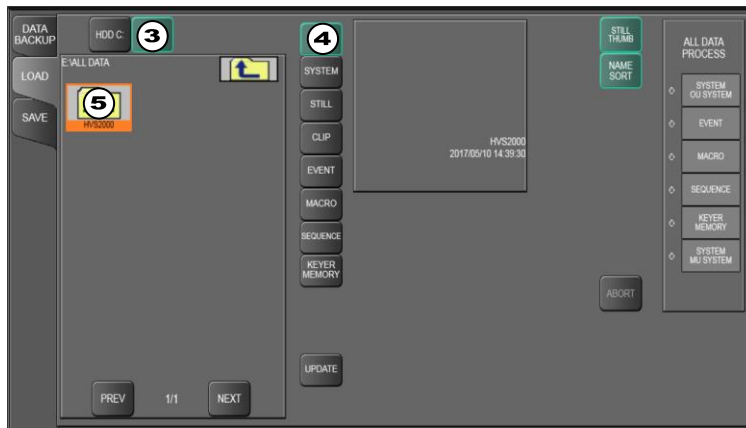 DATA
BACKUP
LOAD
SAVE
HDD C:
3
E:\ALL DATA
5
HVS2000
PREV
1/1
NEXT
4
SYSTEM
STILL
CLIP
EVENT
MACRO
SEQUENCE
KEYER
MEMORY
UPDATE
HVS2000
2017/05/10 14:39:30
STILL
THUMB
NAME
SORT
ABORT
ALL DATA
PROCESS
SYSTEM
OU SYSTEM
EVENT
MACRO
SEQUENCE
KEYER
MEMORY
SYSTEM
MU SYSTEM